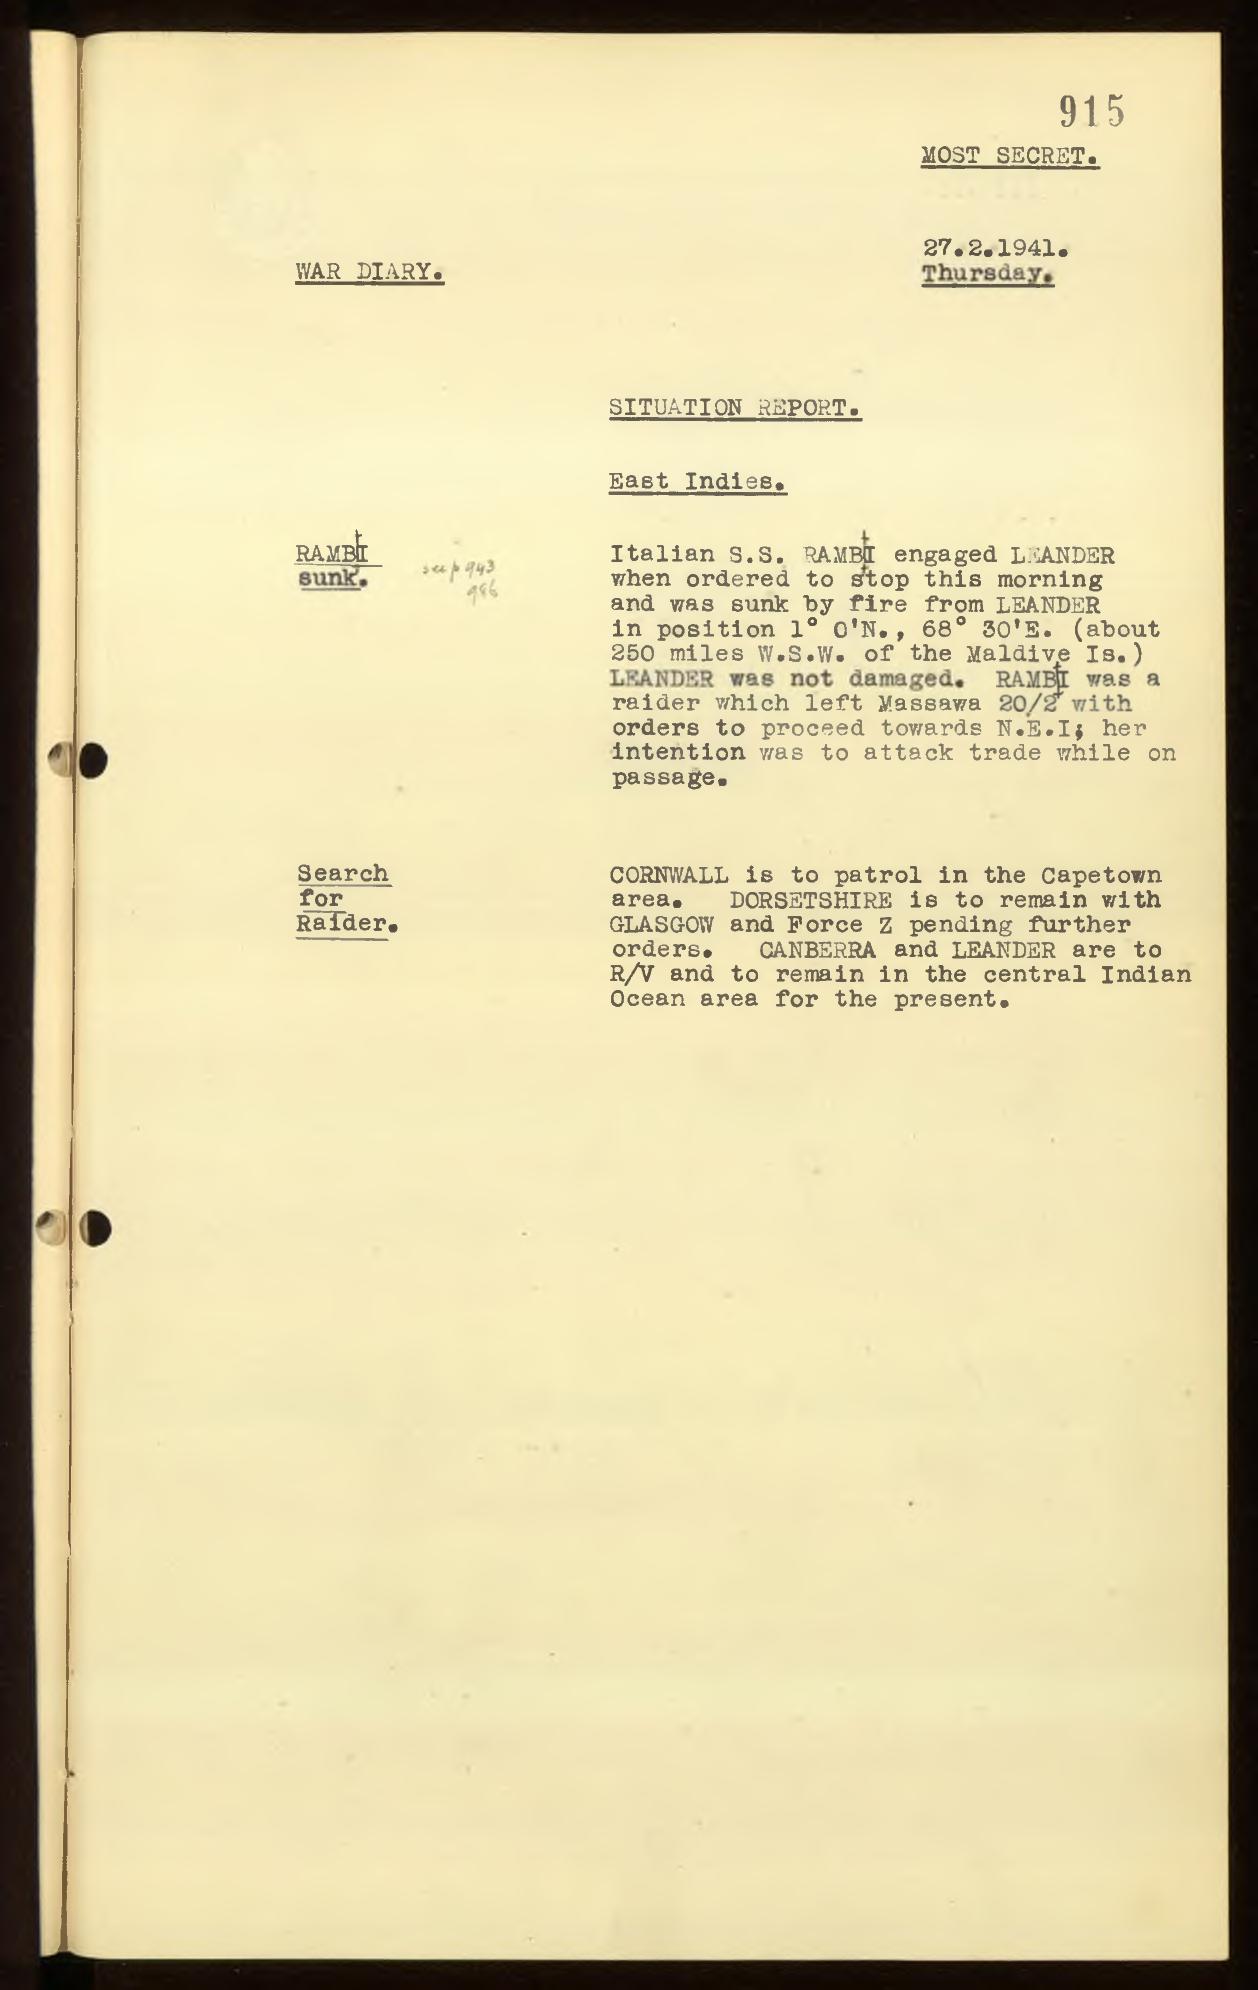 915
MOST SECRET.
27.2.1941.
WAR DIARY.
Thursday.
SITUATION REPORT.
East Indies.
RAMBI
sunk.
see p 943
986
Italian S.S. RAMBI engaged LEANDER
when ordered to stop this morning
and was sunk by fire from LEANDER
in position 1° 0'N., 68° 30'E. (about
250 miles W.S.W. of the Maldive Is.)
LEANDER was not damaged. RAMBI was a
raider which left Massawa 20/2 with
orders to proceed towards N.E.I; her
intention was to attack trade while on
passage.
Search
for
Raider.
CORNWALL is to patrol in the Capetown
area. DORSETSHIRE is to remain with
GLASGOW and Force Z pending further
orders. CANBERRA and LEANDER are to
R/V and to remain in the central Indian
Ocean area for the present.